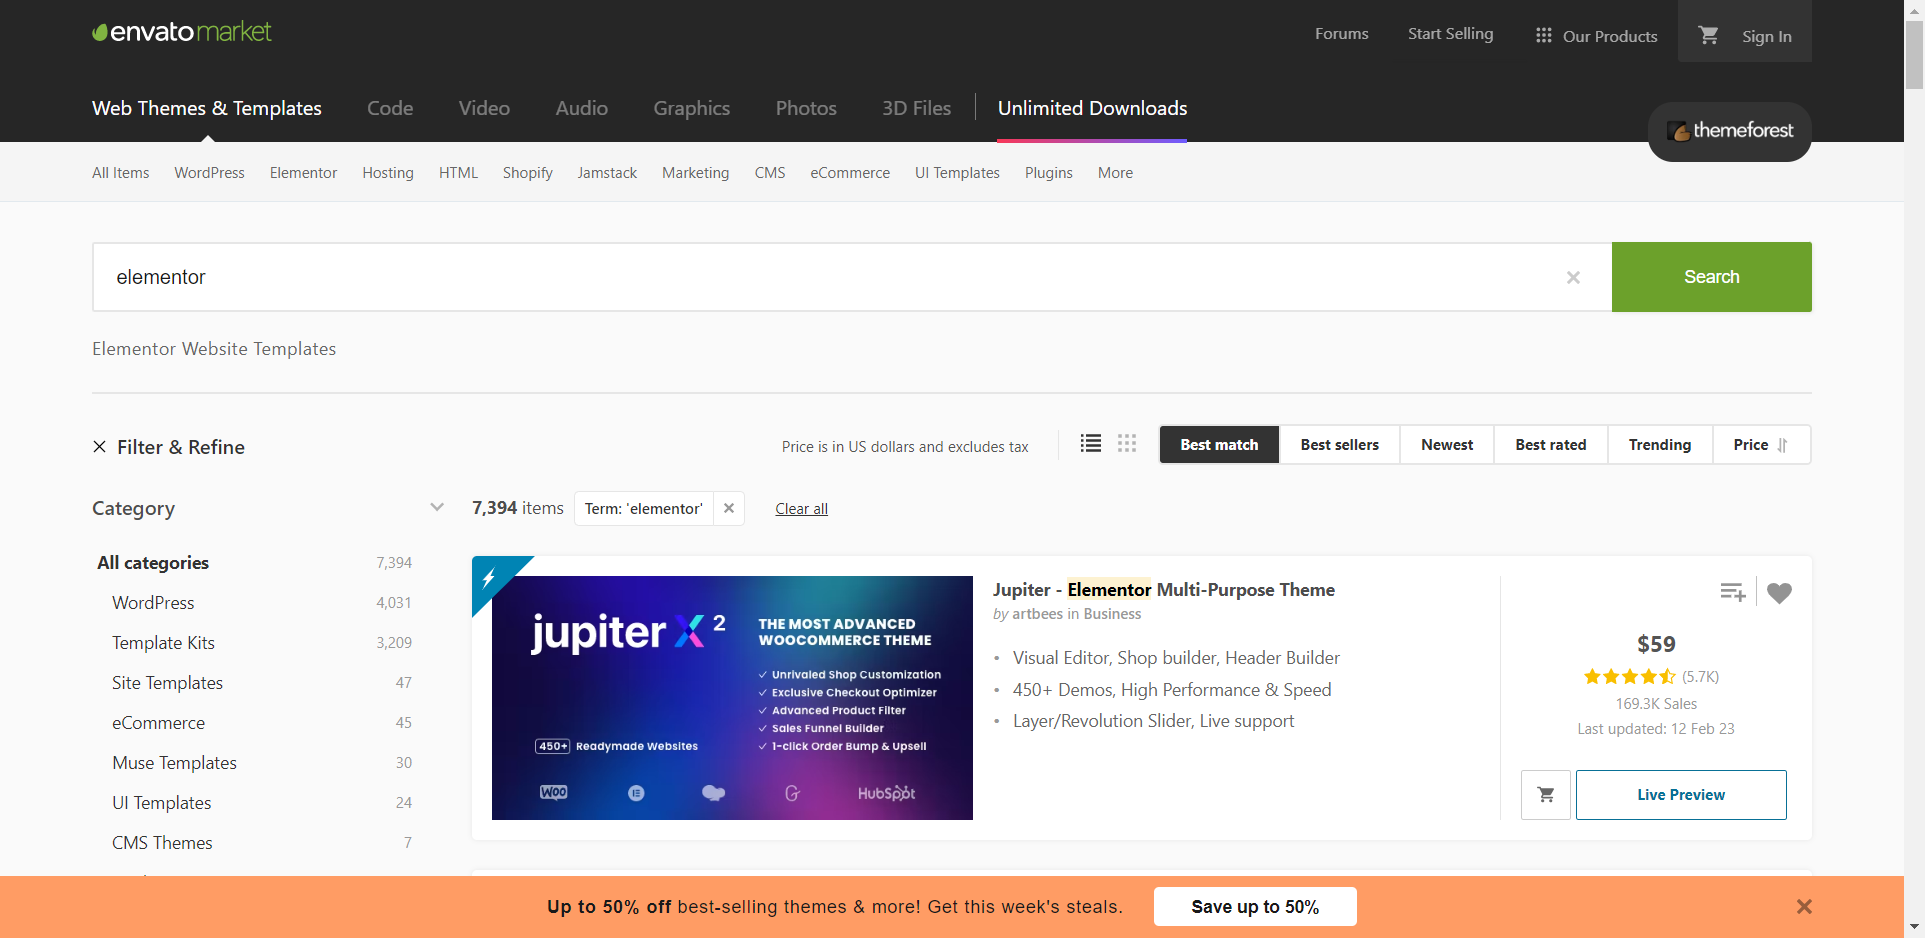 envato market
Forums
Start Selling
Our Products
Sign In
Web Themes & Templates
Code
Video
Audio
Graphics
Photos
3D Files
Unlimited Downloads
themeforest
All Items
WordPress
Elementor
Hosting
HTML
Shopify
Jamstack
Marketing
CMS
eCommerce
UI Templates
Plugins
More
elementor
Search
Elementor Website Templates
Filter & Refine
Price is in US dollars and excludes tax
Best match
Best sellers
Newest
Best rated
Trending
Price
Category
7,394 items
Term: 'elementor'
Clear all
All categories 7,394
WordPress 4,031
Template Kits 3,209
Site Templates 47
eCommerce 45
Muse Templates 30
UI Templates 24
CMS Themes 7
jupiter X 2
THE MOST ADVANCED
WOOCOMMERCE THEME
Unrivaled Shop Customization
Exclusive Checkout Optimizer
Advanced Product Filter
Sales Funnel Builder
1-click Order Bump & Upsell
450+ Readymade Websites
WOO
HubSpot
Jupiter - Elementor Multi-Purpose Theme
by artbees in Business
• Visual Editor, Shop builder, Header Builder
• 450+ Demos, High Performance & Speed
• Layer/Revolution Slider, Live support
$59
(5.7K)
169.3K Sales
Last updated: 12 Feb 23
Live Preview
Up to 50% off best-selling themes & more! Get this week's steals.
Save up to 50%